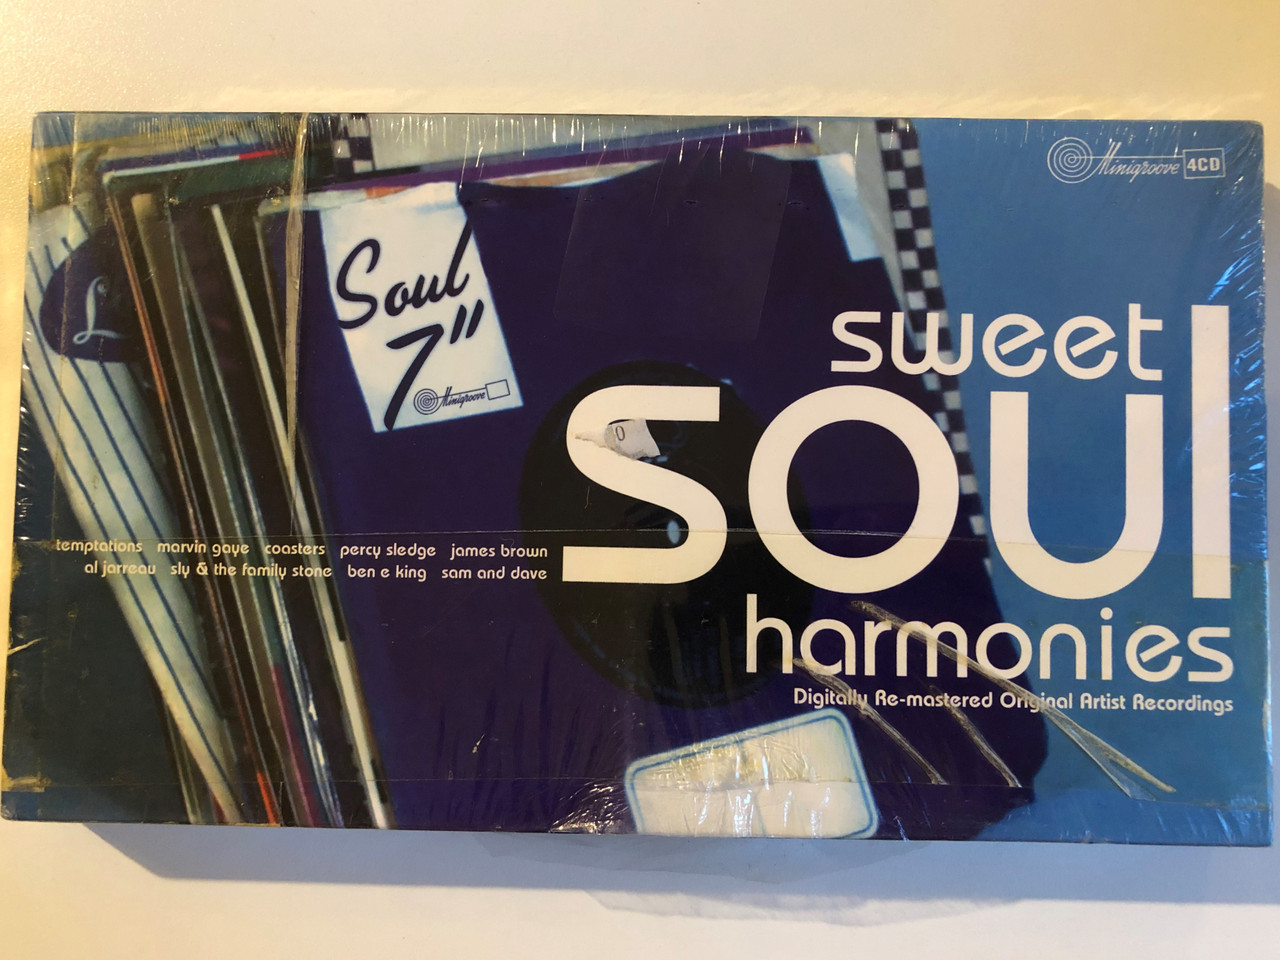 Minigroove 4CD
Soul
7"
Minigroove
L
sweet
soul
0
harmonies
temptations marvin gaye coasters percy sledge james brown
al jarreau sly & the family stone ben e king sam and dave
Digitally Re-mastered Original Artist Recordings